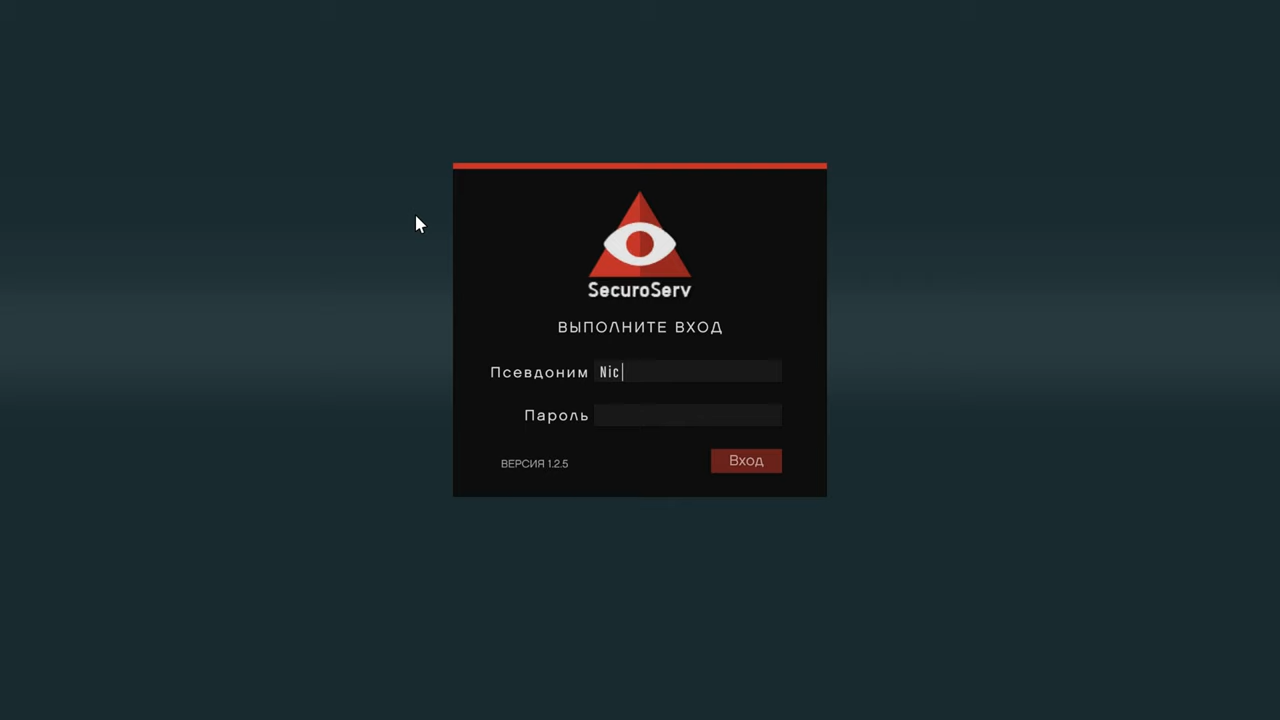 SecuroServ
ВЫПОЛНИТЕ ВХОД
Псевдоним Nic
Пароль
ВЕРСИЯ 1.2.5 Вход